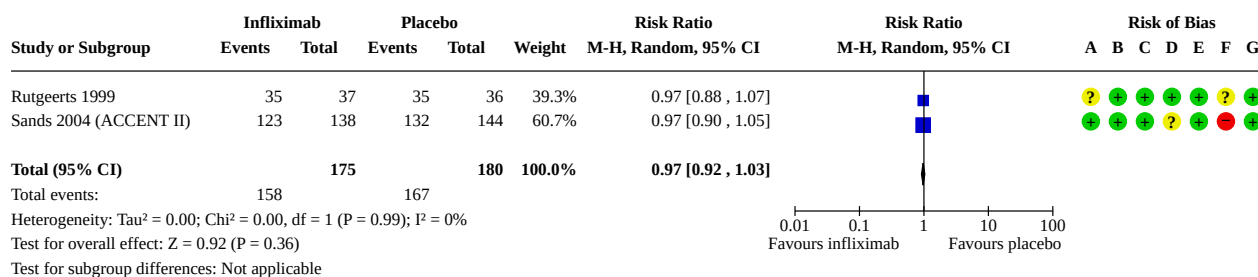 Infliximab Placebo Risk Ratio Risk Ratio Risk of Bias
Study or Subgroup Events Total Events Total Weight M-H, Random, 95% CI M-H, Random, 95% CI A B C D E F G
Rutgeerts 1999 35 37 35 36 39.3% 0.97 [0.88 , 1.07] ? + + + + ? +
Sands 2004 (ACCENT II) 123 138 132 144 60.7% 0.97 [0.90 , 1.05] + + + ? + − +
Total (95% CI) 175 180 100.0% 0.97 [0.92 , 1.03]
Total events: 158 167
Heterogeneity: Tau² = 0.00; Chi² = 0.00, df = 1 (P = 0.99); I² = 0%
0.01 0.1 1 10 100
Test for overall effect: Z = 0.92 (P = 0.36)
Favours infliximab Favours placebo
Test for subgroup differences: Not applicable